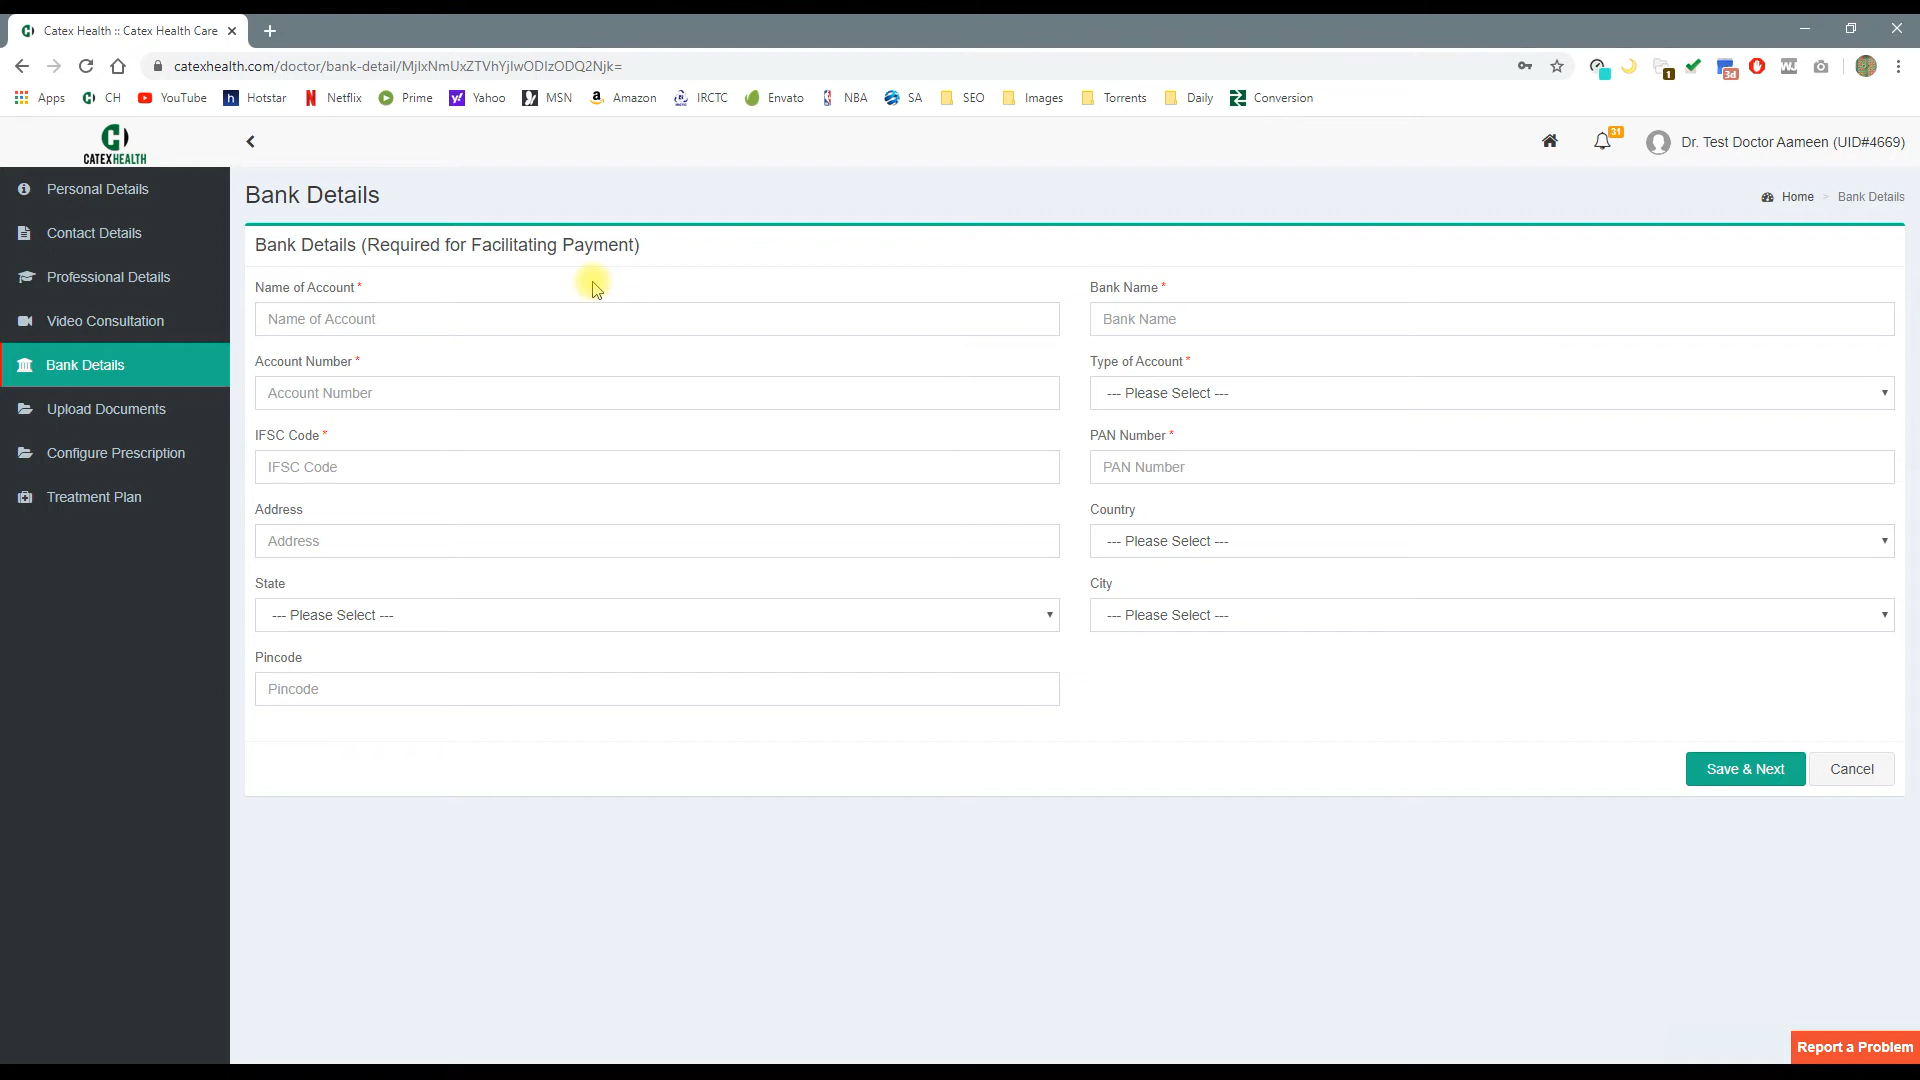 Catex Health :: Catex Health Care
catexhealth.com/doctor/bank-detail/MjIxNmUxZTVhYjIwODIzODQ2Njk=
1
3d
Apps CH YouTube Hotstar Netflix Prime Yahoo MSN Amazon IRCTC Envato NBA SA SEO Images Torrents Daily Conversion
CATEXHEALTH
31
Dr. Test Doctor Aameen (UID#4669)
Personal Details
Contact Details
Professional Details
Video Consultation
Bank Details
Upload Documents
Configure Prescription
Treatment Plan
Bank Details
Home > Bank Details
Bank Details (Required for Facilitating Payment)
Name of Account *
Name of Account
Bank Name *
Bank Name
Account Number *
Account Number
Type of Account *
--- Please Select ---
IFSC Code *
IFSC Code
PAN Number *
PAN Number
Address
Address
Country
--- Please Select ---
State
--- Please Select ---
City
--- Please Select ---
Pincode
Pincode
Save & Next
Cancel
Report a Problem